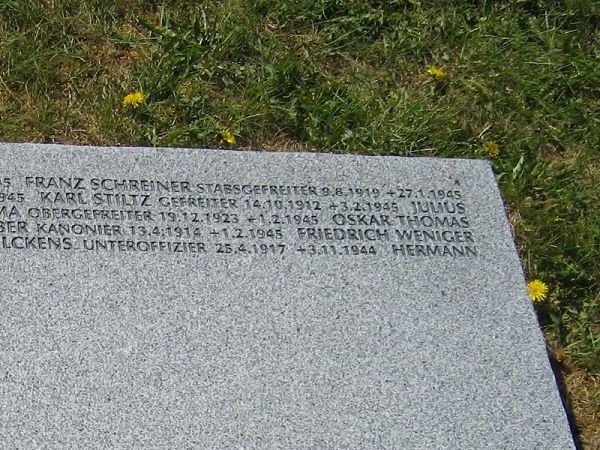 45 FRANZ SCHREINER STABSGEFREITER 9.8.1919 +27.1.1945
945 KARL STILTZ GEFREITER 14.10.1912 +3.2.1945 JULIUS
MA OBERGEFREITER 19.12.1923 +1.2.1945 OSKAR THOMAS
BER KANONIER 13.4.1914 +1.2.1945 FRIEDRICH WENIGER
LCKENS UNTEROFFIZIER 25.4.1917 +3.11.1944 HERMANN